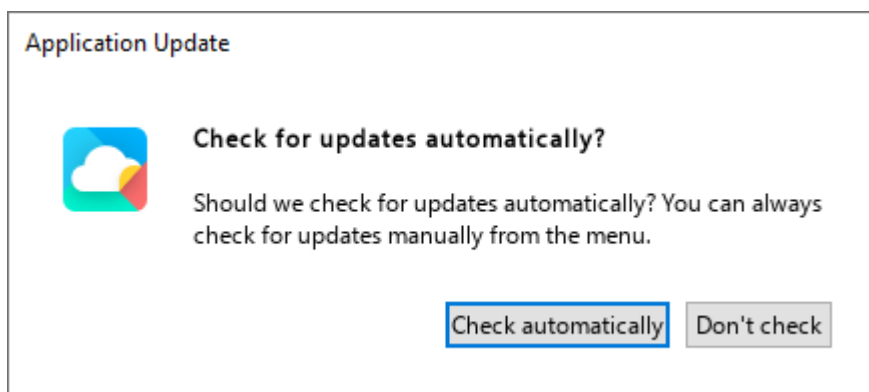 Application Update
Check for updates automatically?
Should we check for updates automatically? You can always
check for updates manually from the menu.
Check automatically
Don't check